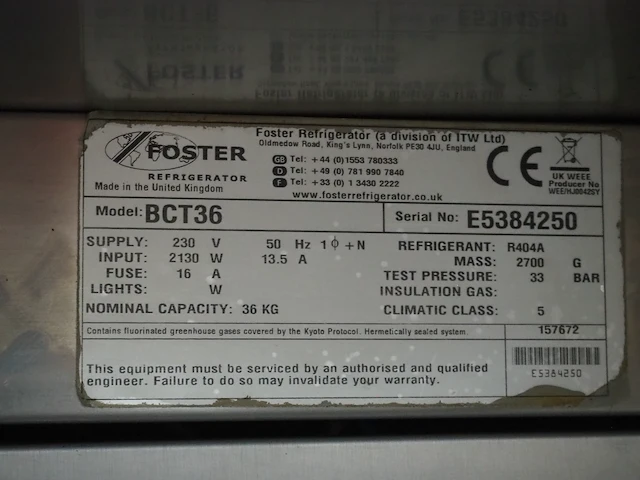 FOSTER
REFRIGERATOR
Made in the United Kingdom
Foster Refrigerator (a division of ITW Ltd)
Oldmedow Road, King's Lynn, Norfolk PE30 4JU, England
GB Tel: +44 (0)1553 780333
D Tel: +49 (0) 781 990 7840
F Tel: +33 (0) 1 3430 2222
www.fosterrefrigerator.co.uk
CE
UK WEEE
Producer No
WEE/HJ0042SY
Model: BCT36
Serial No: E5384250
SUPPLY: 230 V 50 Hz 1ϕ+N
INPUT: 2130 W 13.5 A
FUSE: 16 A
LIGHTS: W
NOMINAL CAPACITY: 36 KG
REFRIGERANT: R404A
MASS: 2700 G
TEST PRESSURE: 33 BAR
INSULATION GAS:
CLIMATIC CLASS: 5
Contains fluorinated greenhouse gases covered by the Kyoto Protocol. Hermetically sealed system.
157672
This equipment must be serviced by an authorised and qualified
engineer. Failure to do so may invalidate your warranty.
E5384250